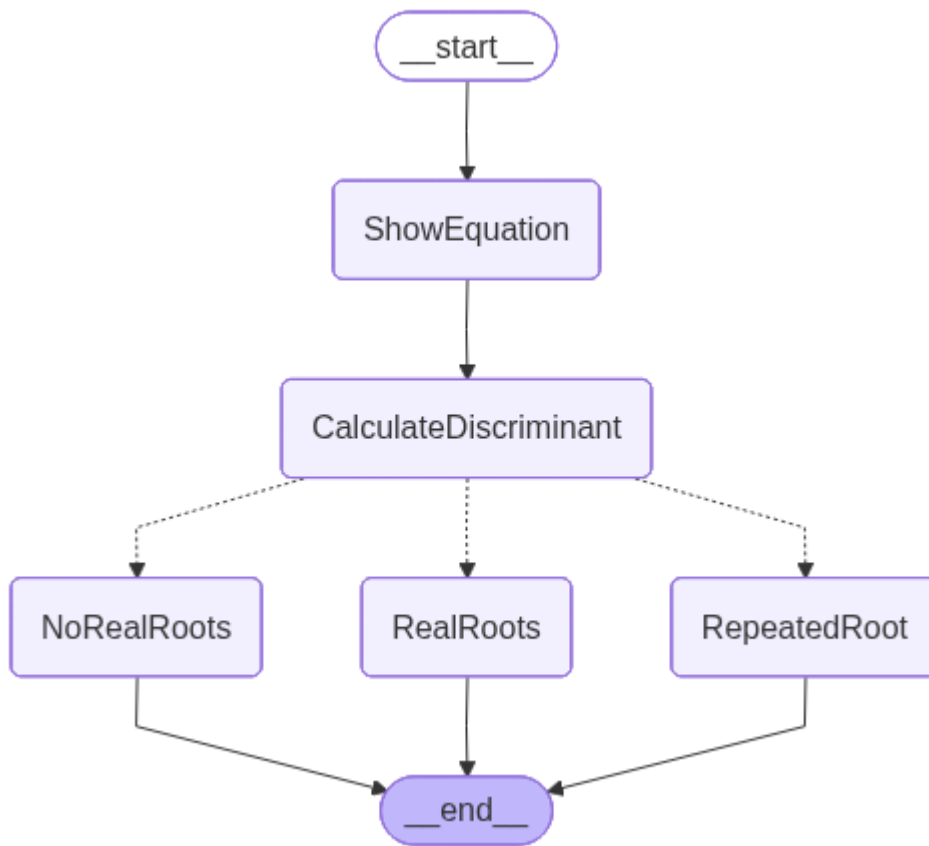 __start__
ShowEquation
CalculateDiscriminant
NoRealRoots
RealRoots
RepeatedRoot
__end__